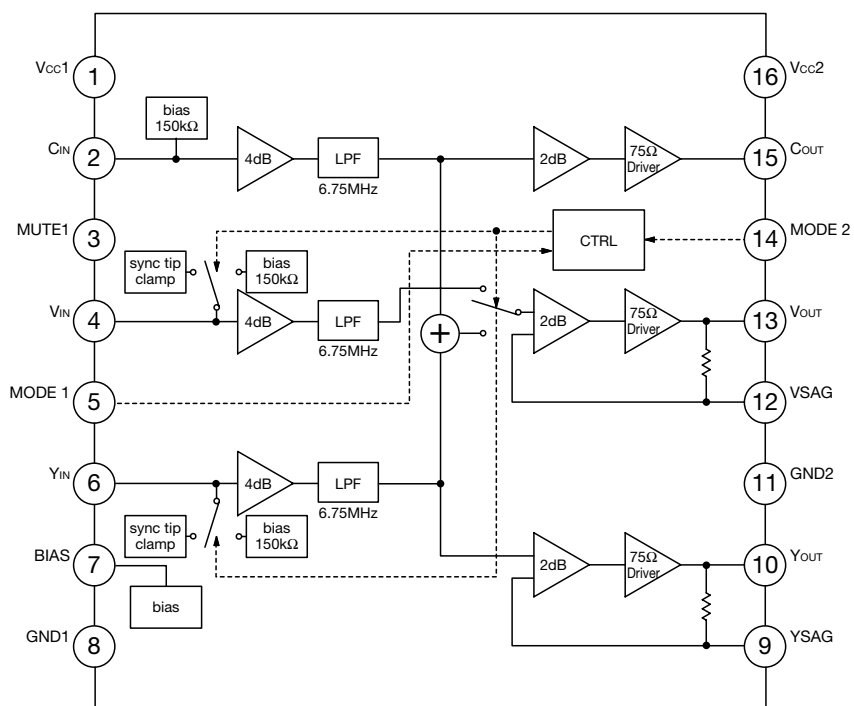 VCC1
1
16
VCC2
bias
150kΩ
CIN
2
4dB
LPF
6.75MHz
2dB
75Ω
Driver
15
COUT
MUTE1
3
CTRL
14
MODE 2
sync tip
clamp
bias
150kΩ
VIN
4
4dB
LPF
6.75MHz
+
2dB
75Ω
Driver
13
VOUT
MODE 1
5
12
VSAG
YIN
6
4dB
LPF
6.75MHz
11
GND2
sync tip
clamp
bias
150kΩ
BIAS
7
bias
2dB
75Ω
Driver
10
YOUT
GND1
8
9
YSAG